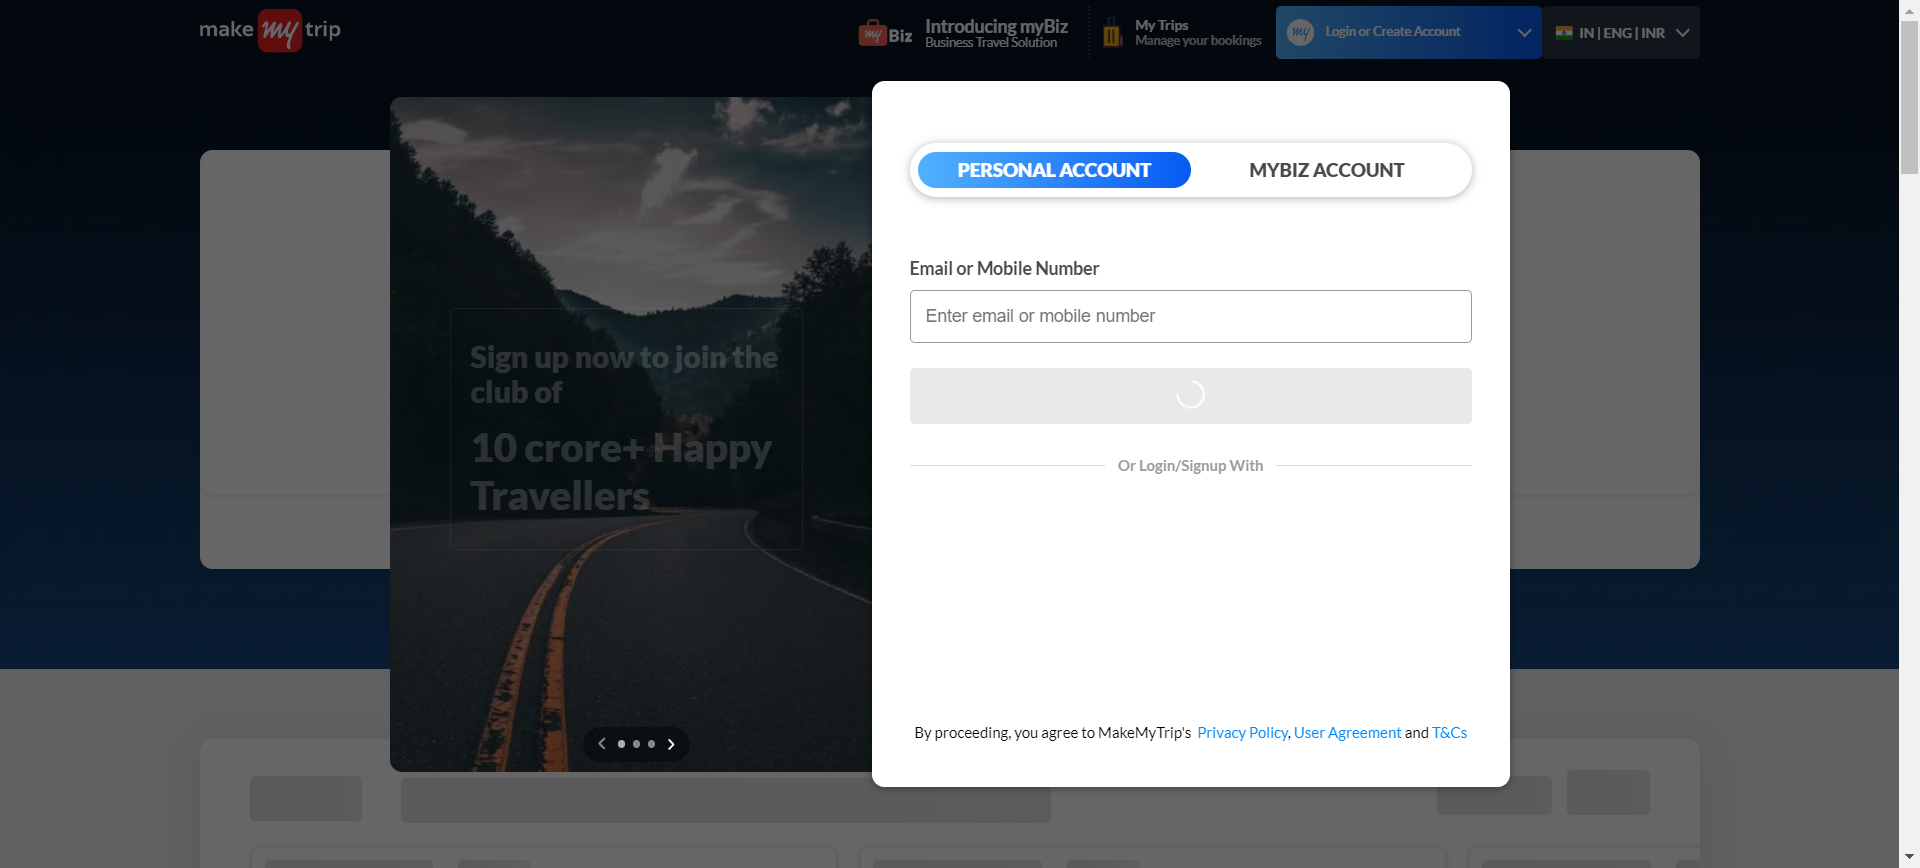 make my trip
my Biz
Introducing myBiz
Business Travel Solution
My Trips
Manage your bookings
my
Login or Create Account
IN | ENG | INR
PERSONAL ACCOUNT
MYBIZ ACCOUNT
Sign up now to join the
club of
10 crore+ Happy
Travellers
Email or Mobile Number
Enter email or mobile number
Or Login/Signup With
By proceeding, you agree to MakeMyTrip's Privacy Policy, User Agreement and T&Cs